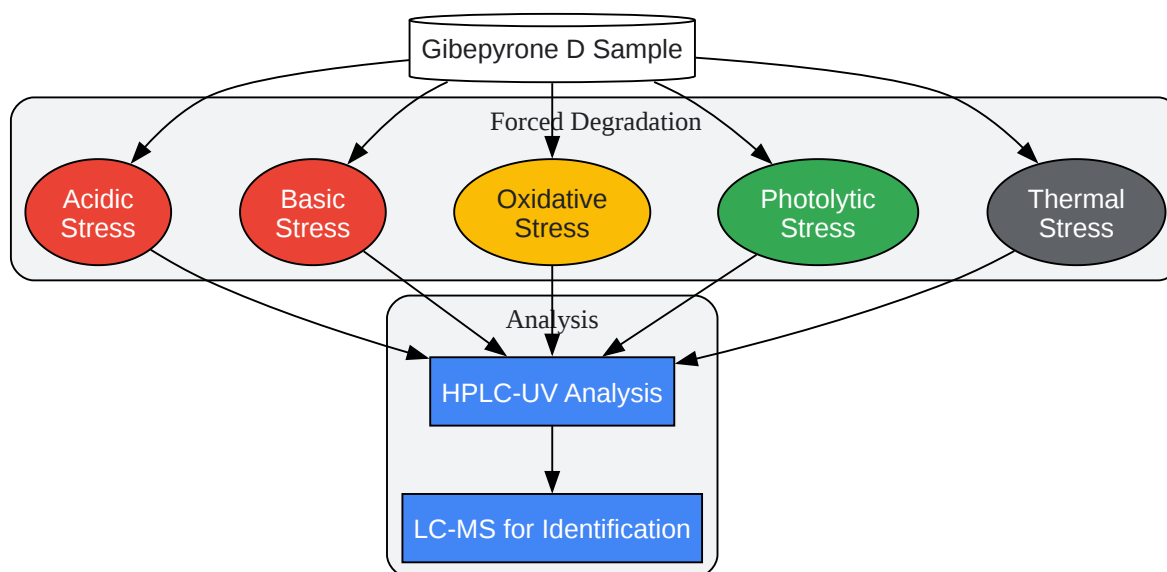 Gibepyrone D Sample
Forced Degradation
Acidic
Stress
Basic
Stress
Oxidative
Stress
Photolytic
Stress
Thermal
Stress
Analysis
HPLC-UV Analysis
LC-MS for Identification